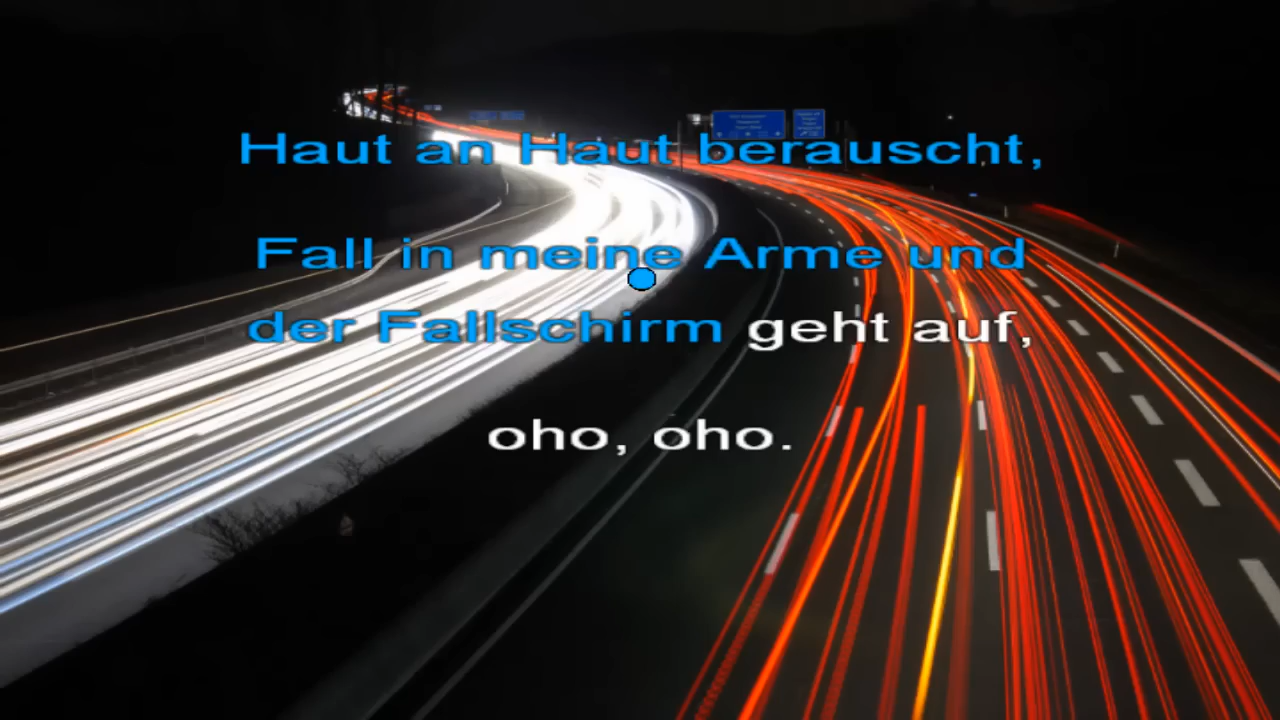 Haut an Haut berauscht,
Fall in meine Arme und
der Fallschirm geht auf,
oho, oho.